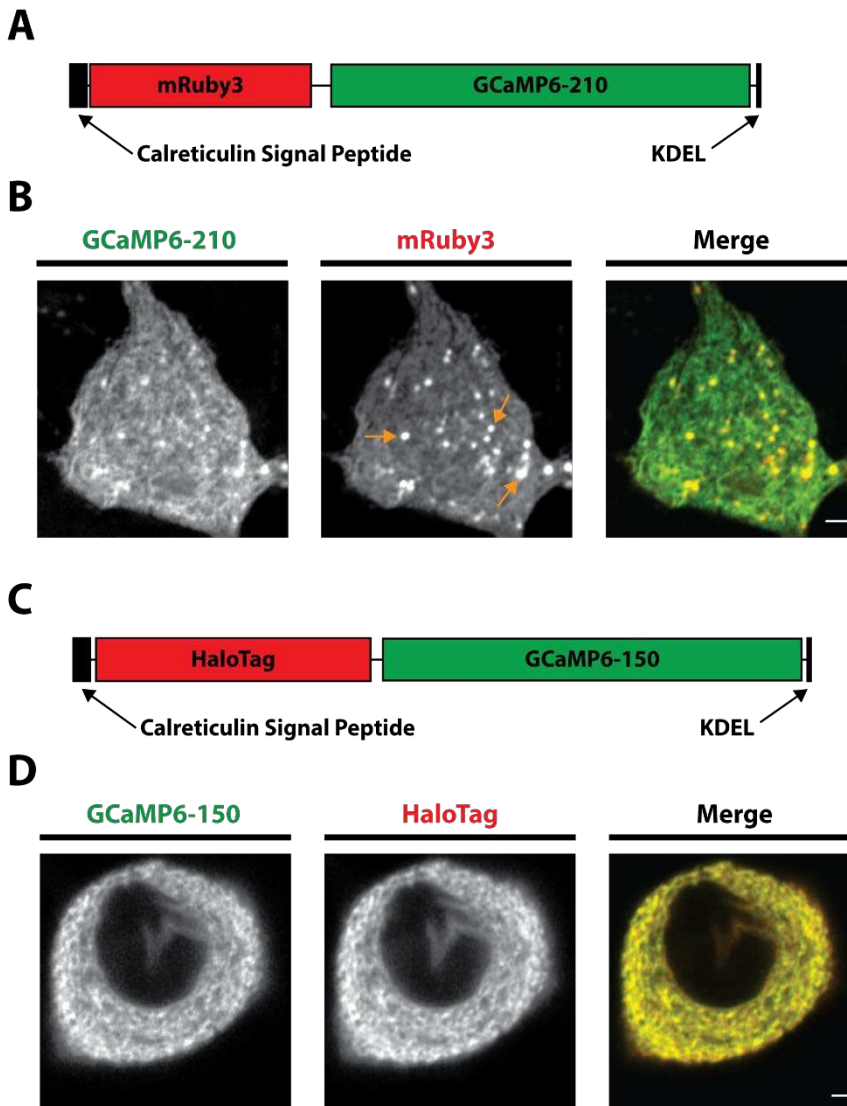 A
mRuby3 GCaMP6-210
Calreticulin Signal Peptide KDEL
B
GCaMP6-210 mRuby3 Merge
C
HaloTag GCaMP6-150
Calreticulin Signal Peptide KDEL
D
GCaMP6-150 HaloTag Merge